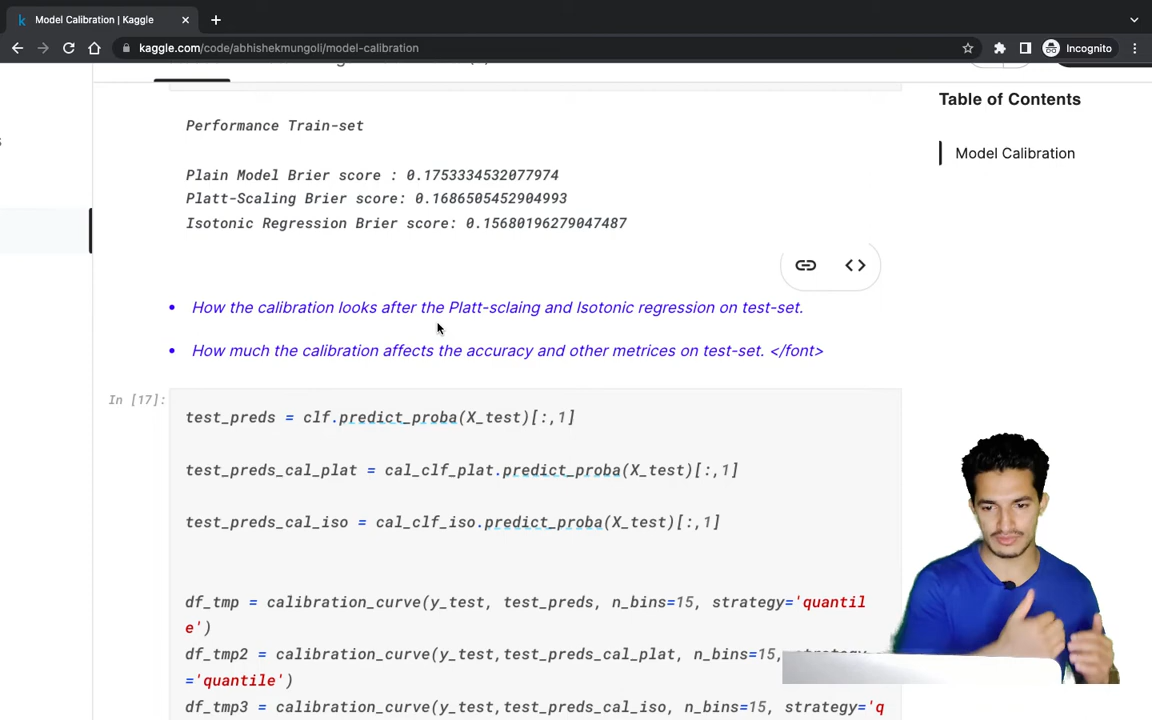 Model Calibration | Kaggle
kaggle.com/code/abhishekmungoli/model-calibration
Incognito
Table of Contents
Model Calibration
Performance Train-set
Plain Model Brier score : 0.1753334532077974
Platt-Scaling Brier score: 0.1686505452904993
Isotonic Regression Brier score: 0.15680196279047487
How the calibration looks after the Platt-sclaing and Isotonic regression on test-set.
How much the calibration affects the accuracy and other metrices on test-set. </font>
In [17]:
test_preds = clf.predict_proba(X_test)[:,1]
test_preds_cal_plat = cal_clf_plat.predict_proba(X_test)[:,1]
test_preds_cal_iso = cal_clf_iso.predict_proba(X_test)[:,1]
df_tmp = calibration_curve(y_test, test_preds, n_bins=15, strategy='quantil
e')
df_tmp2 = calibration_curve(y_test,test_preds_cal_plat, n_bins=15, strategy
='quantile')
df_tmp3 = calibration_curve(y_test,test_preds_cal_iso, n_bins=15, strategy='q